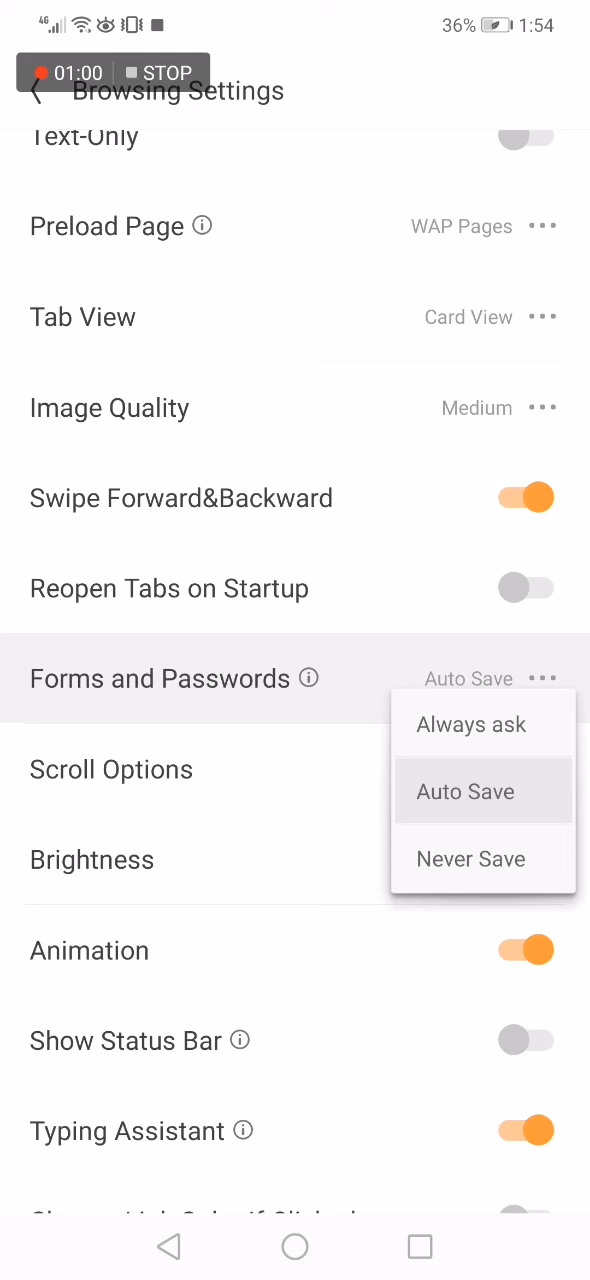 4G 36% 1:54
01:00 STOP
Browsing Settings
Text-Only
Preload Page WAP Pages
Tab View Card View
Image Quality Medium
Swipe Forward&Backward
Reopen Tabs on Startup
Forms and Passwords Auto Save
Always ask
Scroll Options
Auto Save
Brightness
Never Save
Animation
Show Status Bar
Typing Assistant